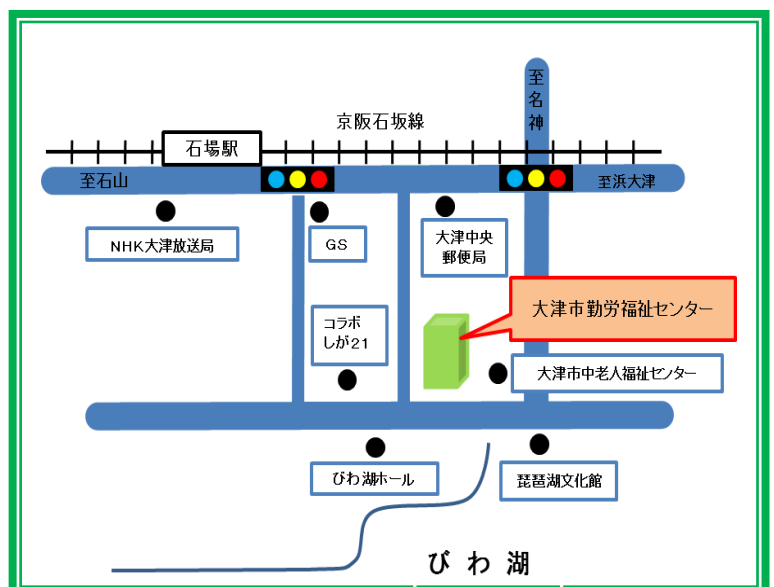 至名神
京阪石坂線
石場駅
至石山
至浜大津
NHK大津放送局
GS
大津中央
郵便局
大津市勤労福祉センター
コラボ
しが21
大津市中老人福祉センター
びわ湖ホール
琵琶湖文化館
びわ湖